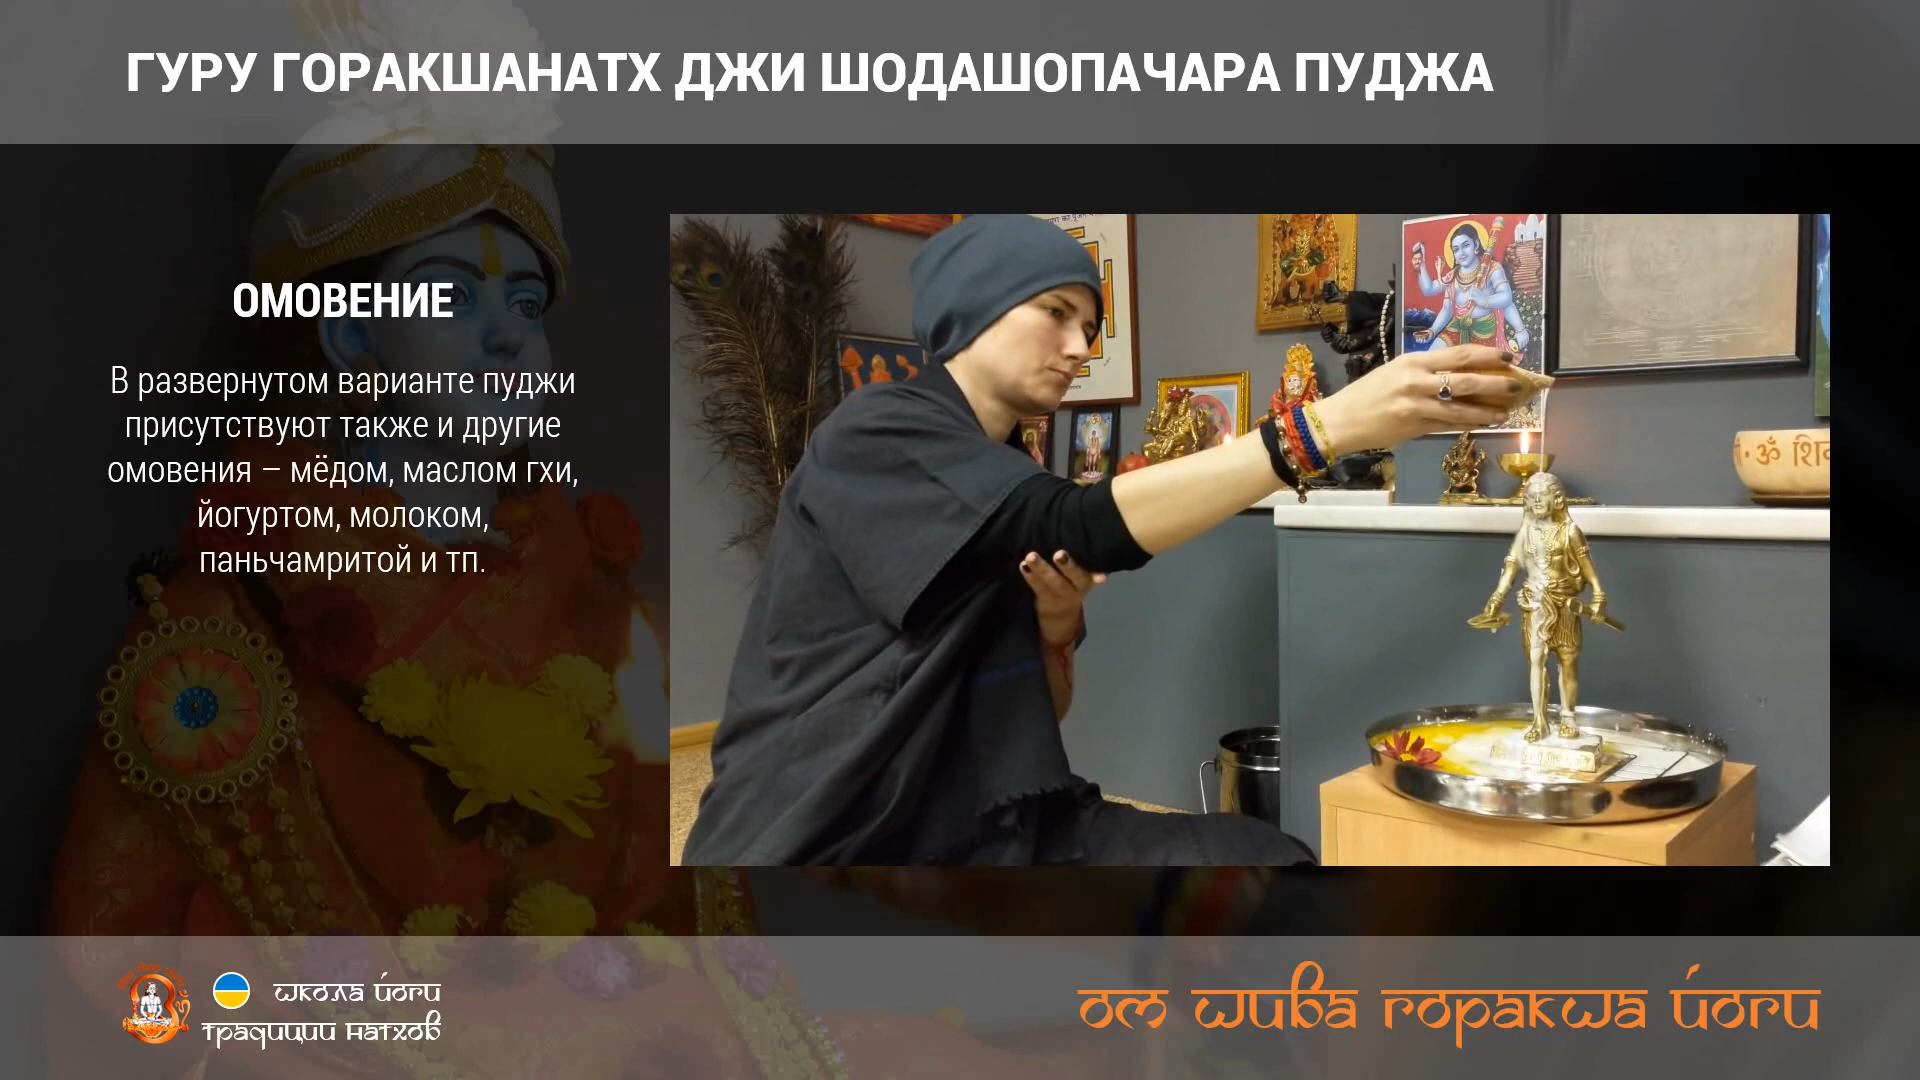 ГУРУ ГОРАКШАНАТХ ДЖИ ШОДАШОПАЧАРА ПУДЖА
ОМОВЕНИЕ
В развернутом варианте пуджи
присутствуют также и другие
омовения – мёдом, маслом гхи,
йогуртом, молоком,
паньчамритой и тп.
ॐ शिव
школа йоги
традиции натхов
ом шива горакша йоги